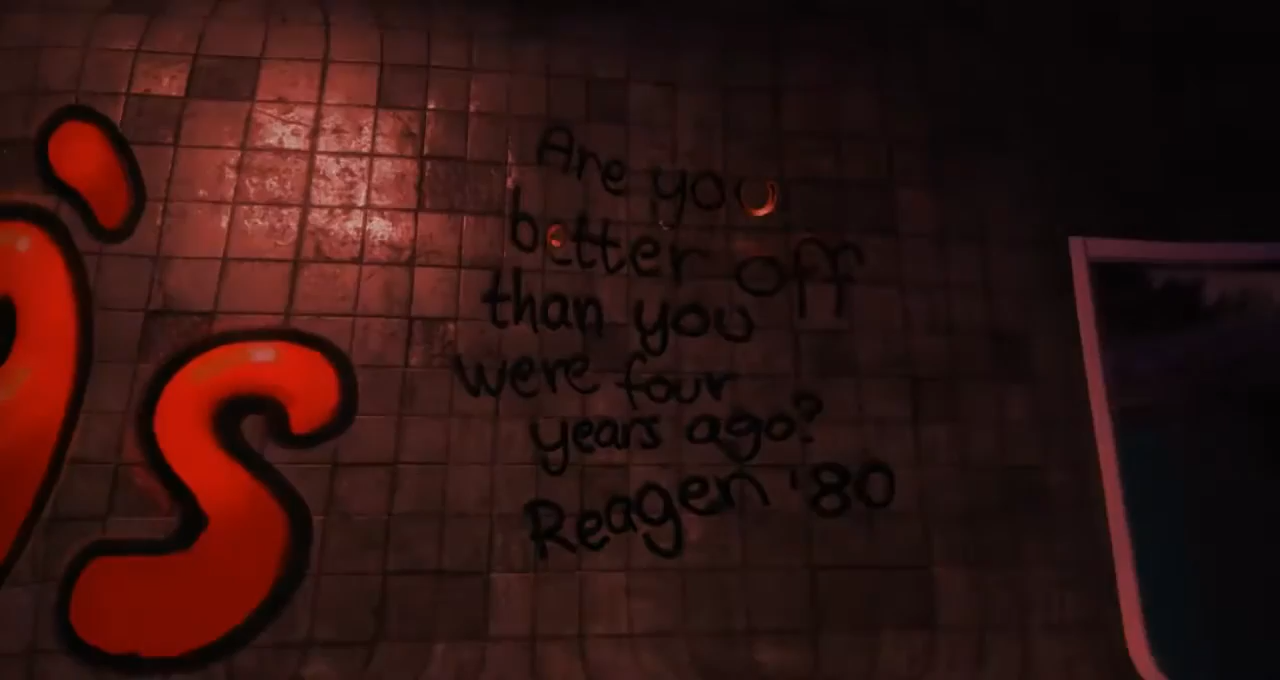 's
Are you
better off
than you
were four
years ago?
Reagen '80